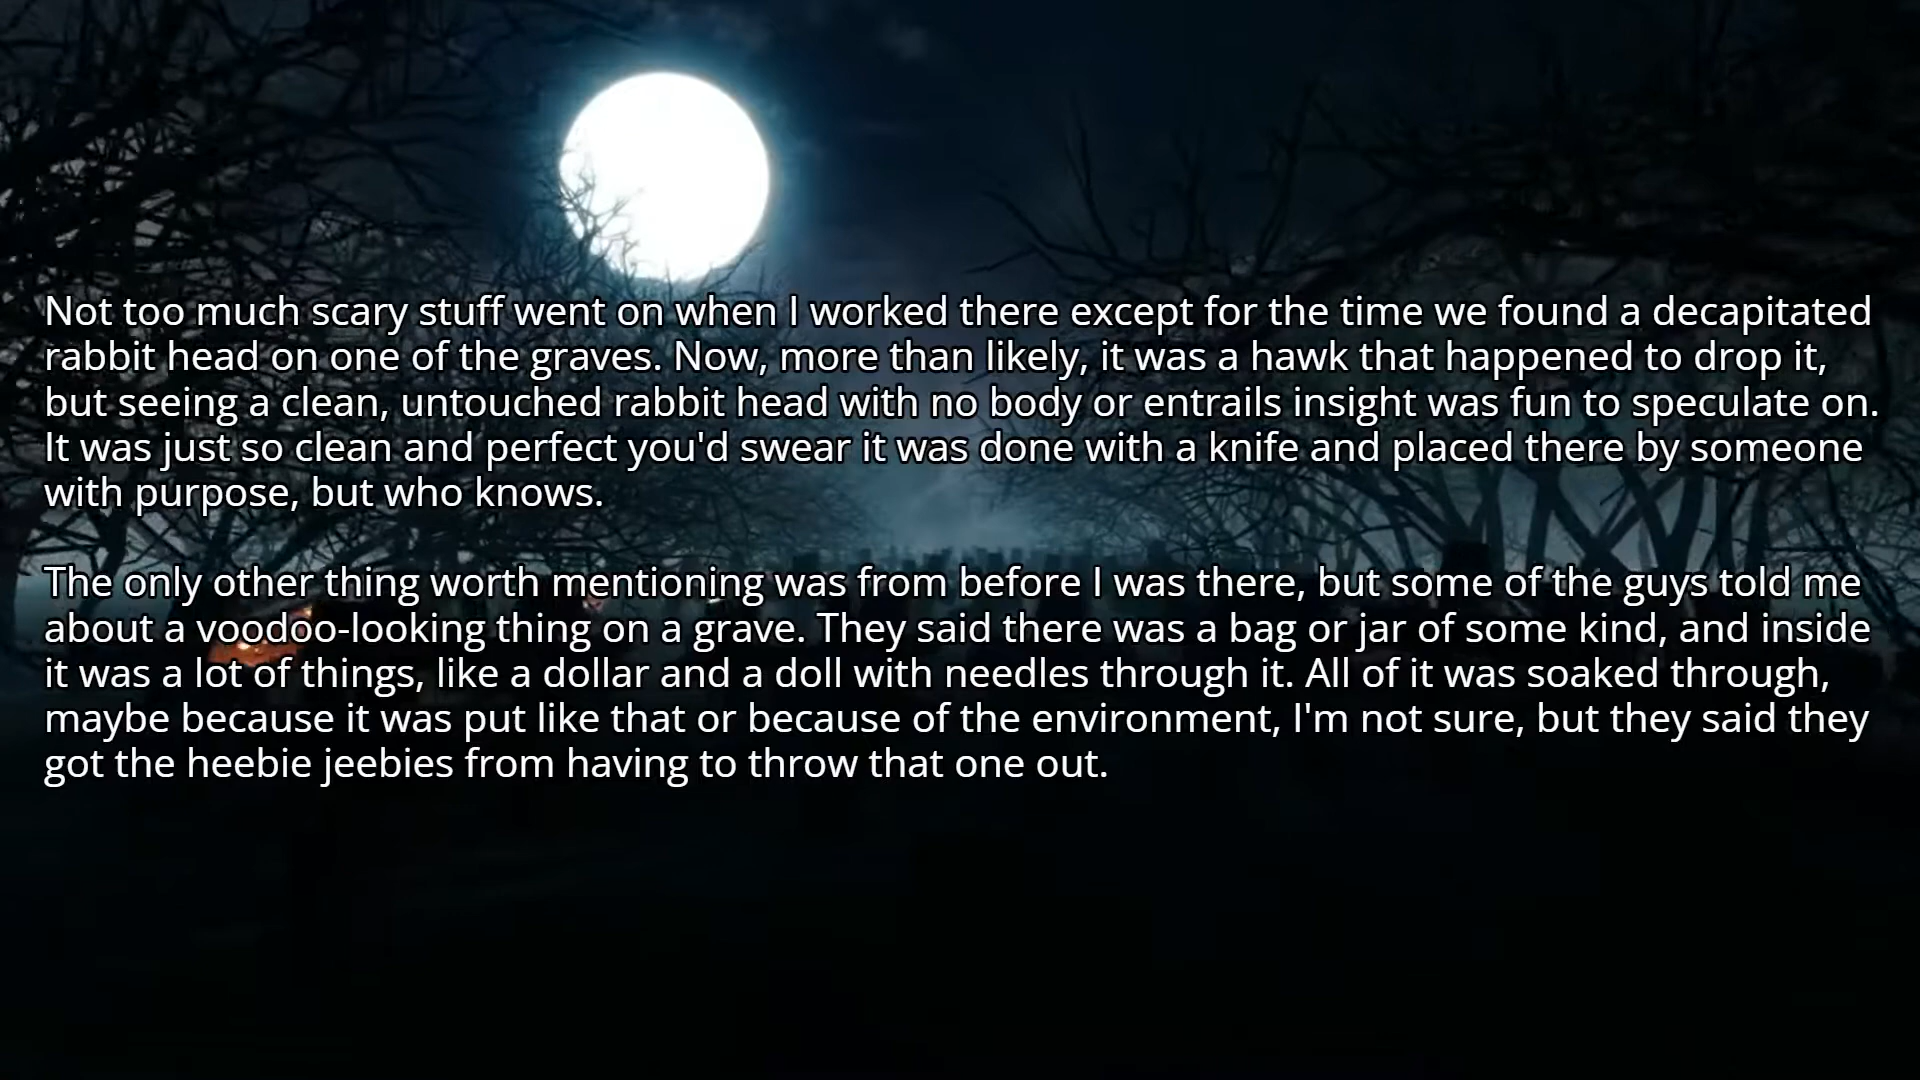 Not too much scary stuff went on when I worked there except for the time we found a decapitated
rabbit head on one of the graves. Now, more than likely, it was a hawk that happened to drop it,
but seeing a clean, untouched rabbit head with no body or entrails insight was fun to speculate on.
It was just so clean and perfect you'd swear it was done with a knife and placed there by someone
with purpose, but who knows.
The only other thing worth mentioning was from before I was there, but some of the guys told me
about a voodoo-looking thing on a grave. They said there was a bag or jar of some kind, and inside
it was a lot of things, like a dollar and a doll with needles through it. All of it was soaked through,
maybe because it was put like that or because of the environment, I'm not sure, but they said they
got the heebie jeebies from having to throw that one out.